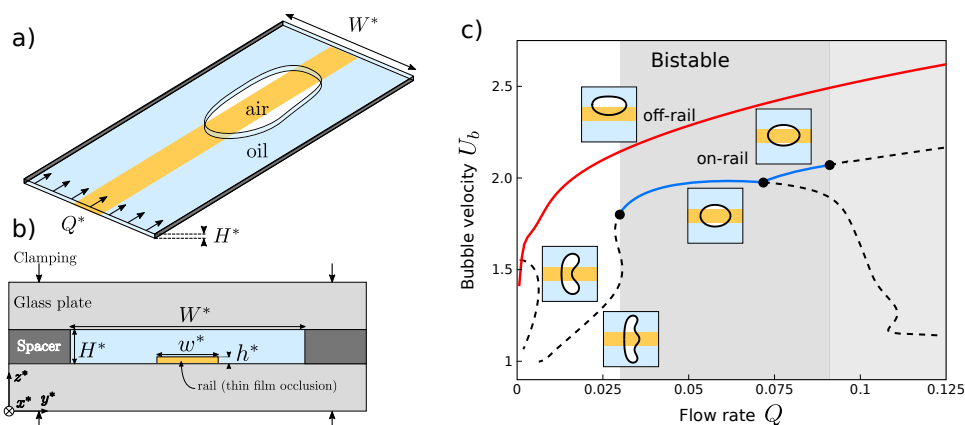 a)
W*
air
oil
Q*
H*
b)
Clamping
Glass plate
W*
Spacer
H*
w*
h*
rail (thin film occlusion)
z*
x*
y*
c)
Bistable
off-rail
on-rail
Bubble velocity U_b
2.5
2.0
1.5
1
0
0.025
0.05
0.075
0.1
0.125
Flow rate Q